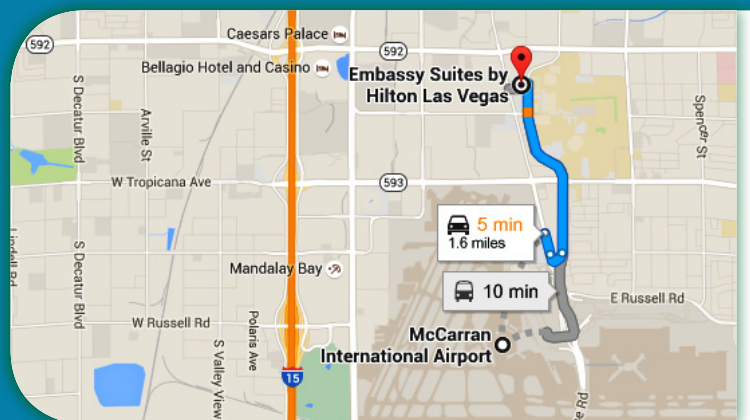 592
Caesars Palace
592
Bellagio Hotel and Casino
Embassy Suites by
Hilton Las Vegas
S Decatur Blvd
Arville St
Spencer St
W Tropicana Ave
593
5 min
1.6 miles
S Decatur Blvd
Mandalay Bay
10 min
E Russell Rd
W Russell Rd
Polaris Ave
McCarran
International Airport
S Valley View
15